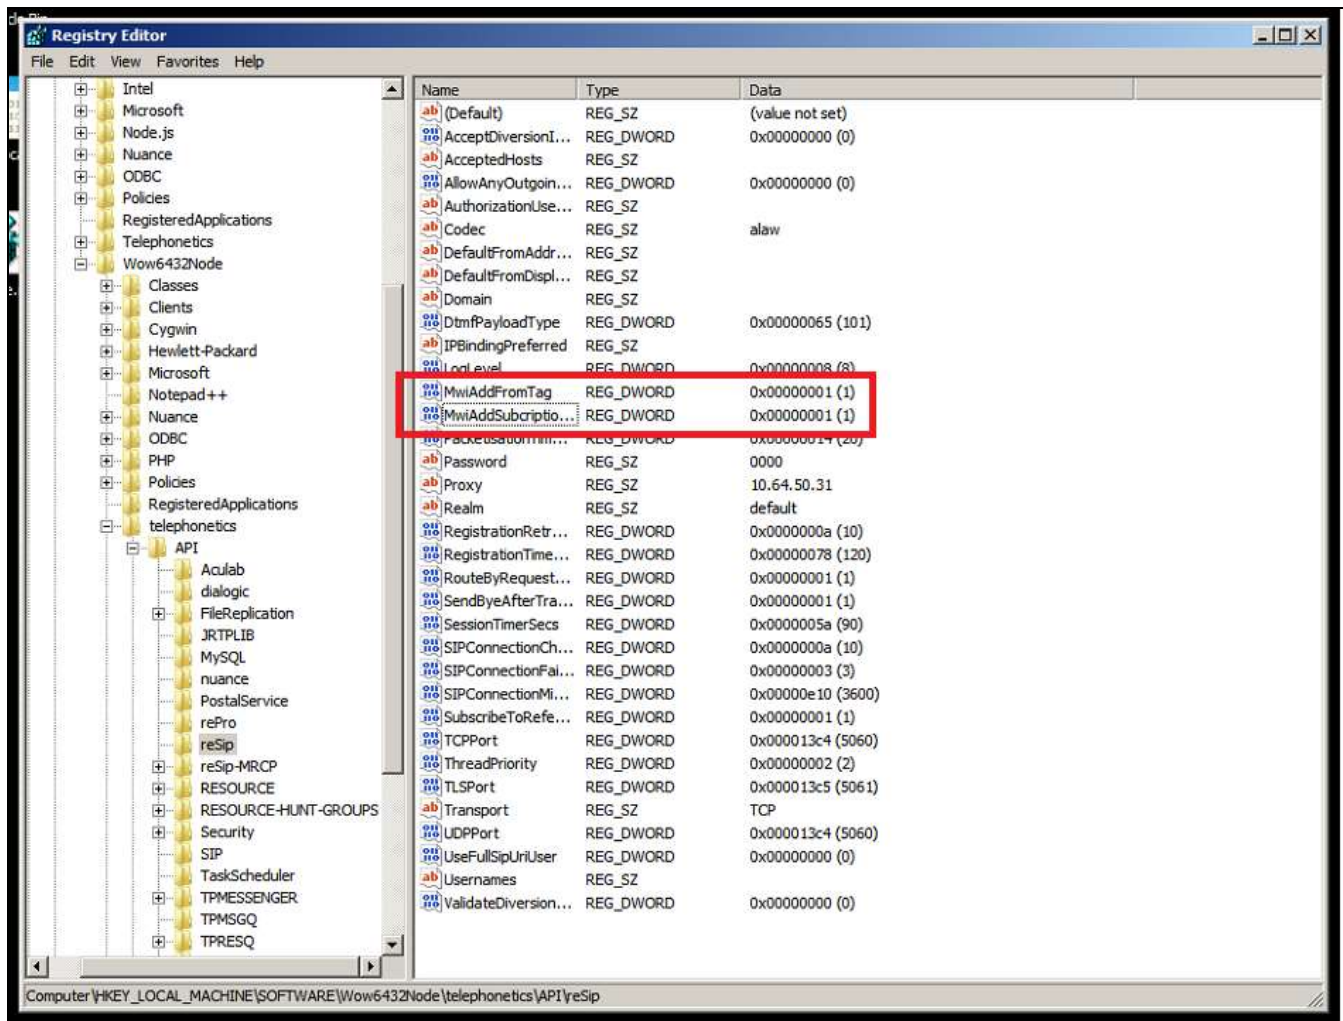 Registry Editor
File Edit View Favorites Help
Intel
Microsoft
Node.js
Nuance
ODBC
Policies
RegisteredApplications
Telephonetics
Wow6432Node
Classes
Clients
Cygwin
Hewlett-Packard
Microsoft
Notepad++
Nuance
ODBC
PHP
Policies
RegisteredApplications
telephonetics
API
Aculab
dialogic
FileReplication
JRTPLIB
MySQL
nuance
PostalService
rePro
reSip
reSip-MRCP
RESOURCE
RESOURCE-HUNT-GROUPS
Security
SIP
TaskScheduler
TPMESSENGER
TPMSGQ
TPRESQ
Name Type Data
(Default) REG_SZ (value not set)
AcceptDiversionI... REG_DWORD 0x00000000 (0)
AcceptedHosts REG_SZ
AllowAnyOutgoin... REG_DWORD 0x00000000 (0)
AuthorizationUse... REG_SZ
Codec REG_SZ alaw
DefaultFromAddr... REG_SZ
DefaultFromDispl... REG_SZ
Domain REG_SZ
DtmfPayloadType REG_DWORD 0x00000065 (101)
IPBindingPreferred REG_SZ
LogLevel REG_DWORD 0x00000008 (8)
MwiAddFromTag REG_DWORD 0x00000001 (1)
MwiAddSubcriptio... REG_DWORD 0x00000001 (1)
PacketisationTim... REG_DWORD 0x00000014 (20)
Password REG_SZ 0000
Proxy REG_SZ 10.64.50.31
Realm REG_SZ default
RegistrationRetr... REG_DWORD 0x0000000a (10)
RegistrationTime... REG_DWORD 0x00000078 (120)
RouteByRequest... REG_DWORD 0x00000001 (1)
SendByeAfterTra... REG_DWORD 0x00000001 (1)
SessionTimerSecs REG_DWORD 0x0000005a (90)
SIPConnectionCh... REG_DWORD 0x0000000a (10)
SIPConnectionFai... REG_DWORD 0x00000003 (3)
SIPConnectionMi... REG_DWORD 0x00000e10 (3600)
SubscribeToRefe... REG_DWORD 0x00000001 (1)
TCPPort REG_DWORD 0x000013c4 (5060)
ThreadPriority REG_DWORD 0x00000002 (2)
TLSPort REG_DWORD 0x000013c5 (5061)
Transport REG_SZ TCP
UDPPort REG_DWORD 0x000013c4 (5060)
UseFullSipUriUser REG_DWORD 0x00000000 (0)
Usernames REG_SZ
ValidateDiversion... REG_DWORD 0x00000000 (0)
Computer\HKEY_LOCAL_MACHINE\SOFTWARE\Wow6432Node\telephonetics\API\reSip